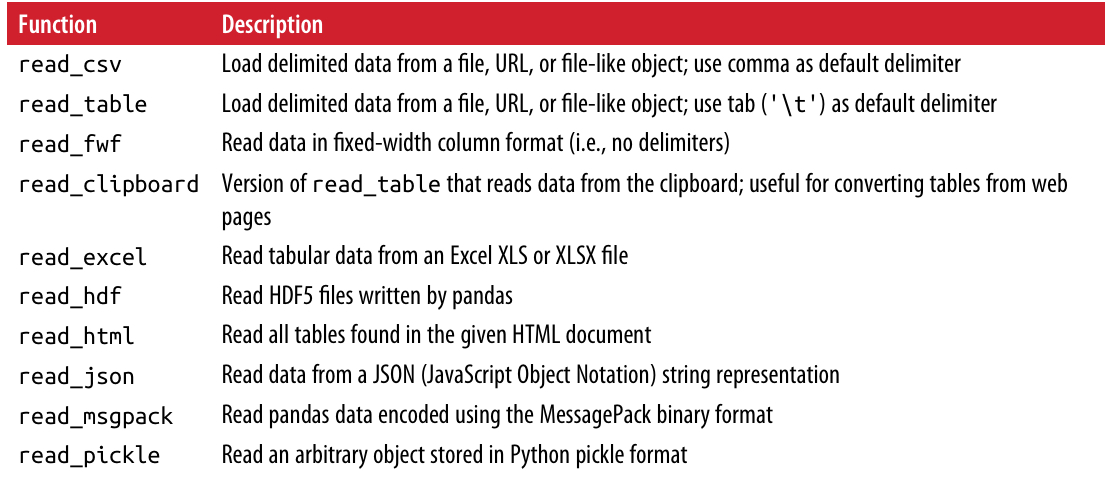 Function Description
read_csv Load delimited data from a file, URL, or file-like object; use comma as default delimiter
read_table Load delimited data from a file, URL, or file-like object; use tab ('\t') as default delimiter
read_fwf Read data in fixed-width column format (i.e., no delimiters)
read_clipboard Version of read_table that reads data from the clipboard; useful for converting tables from web
pages
read_excel Read tabular data from an Excel XLS or XLSX file
read_hdf Read HDF5 files written by pandas
read_html Read all tables found in the given HTML document
read_json Read data from a JSON (JavaScript Object Notation) string representation
read_msgpack Read pandas data encoded using the MessagePack binary format
read_pickle Read an arbitrary object stored in Python pickle format